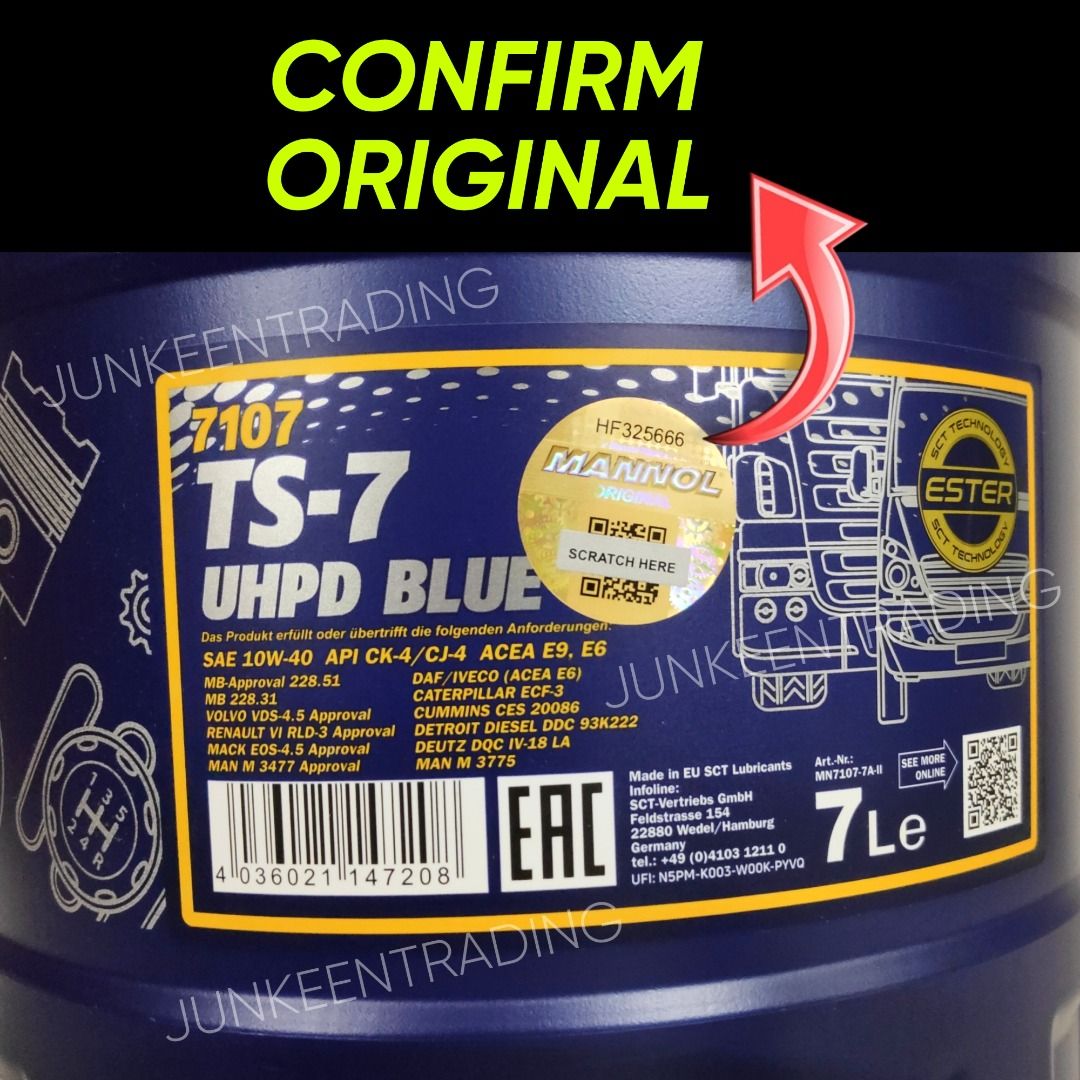 CONFIRM
ORIGINAL
JUNKEENTRADING
7107
TS-7
UHPD BLUE
HF325666
MANNOL
ORIGINAL
SCRATCH HERE
SCT TECHNOLOGY
ESTER
SCT TECHNOLOGY
Das Produkt erfüllt oder übertrifft die folgenden Anforderungen:
SAE 10W-40 API CK-4/CJ-4 ACEA E9, E6
MB-Approval 228.51
MB 228.31
VOLVO VDS-4.5 Approval
RENAULT VI RLD-3 Approval
MACK EOS-4.5 Approval
MAN M 3477 Approval
DAF/IVECO (ACEA E6)
CATERPILLAR ECF-3
CUMMINS CES 20086
DETROIT DIESEL DDC 93K222
DEUTZ DQC IV-18 LA
MAN M 3775
JUNKEENTRADING
1 3 5
2 4 R
4 036021 147208
EAC
Made in EU SCT Lubricants
Infoline:
SCT-Vertriebs GmbH
Feldstrasse 154
22880 Wedel/Hamburg
Germany
tel.: +49 (0)4103 1211 0
UFI: N5PM-K003-W00K-PYVQ
Art.-Nr.:
MN7107-7A-II
7Le
SEE MORE
ONLINE
JUNKEENTRADING